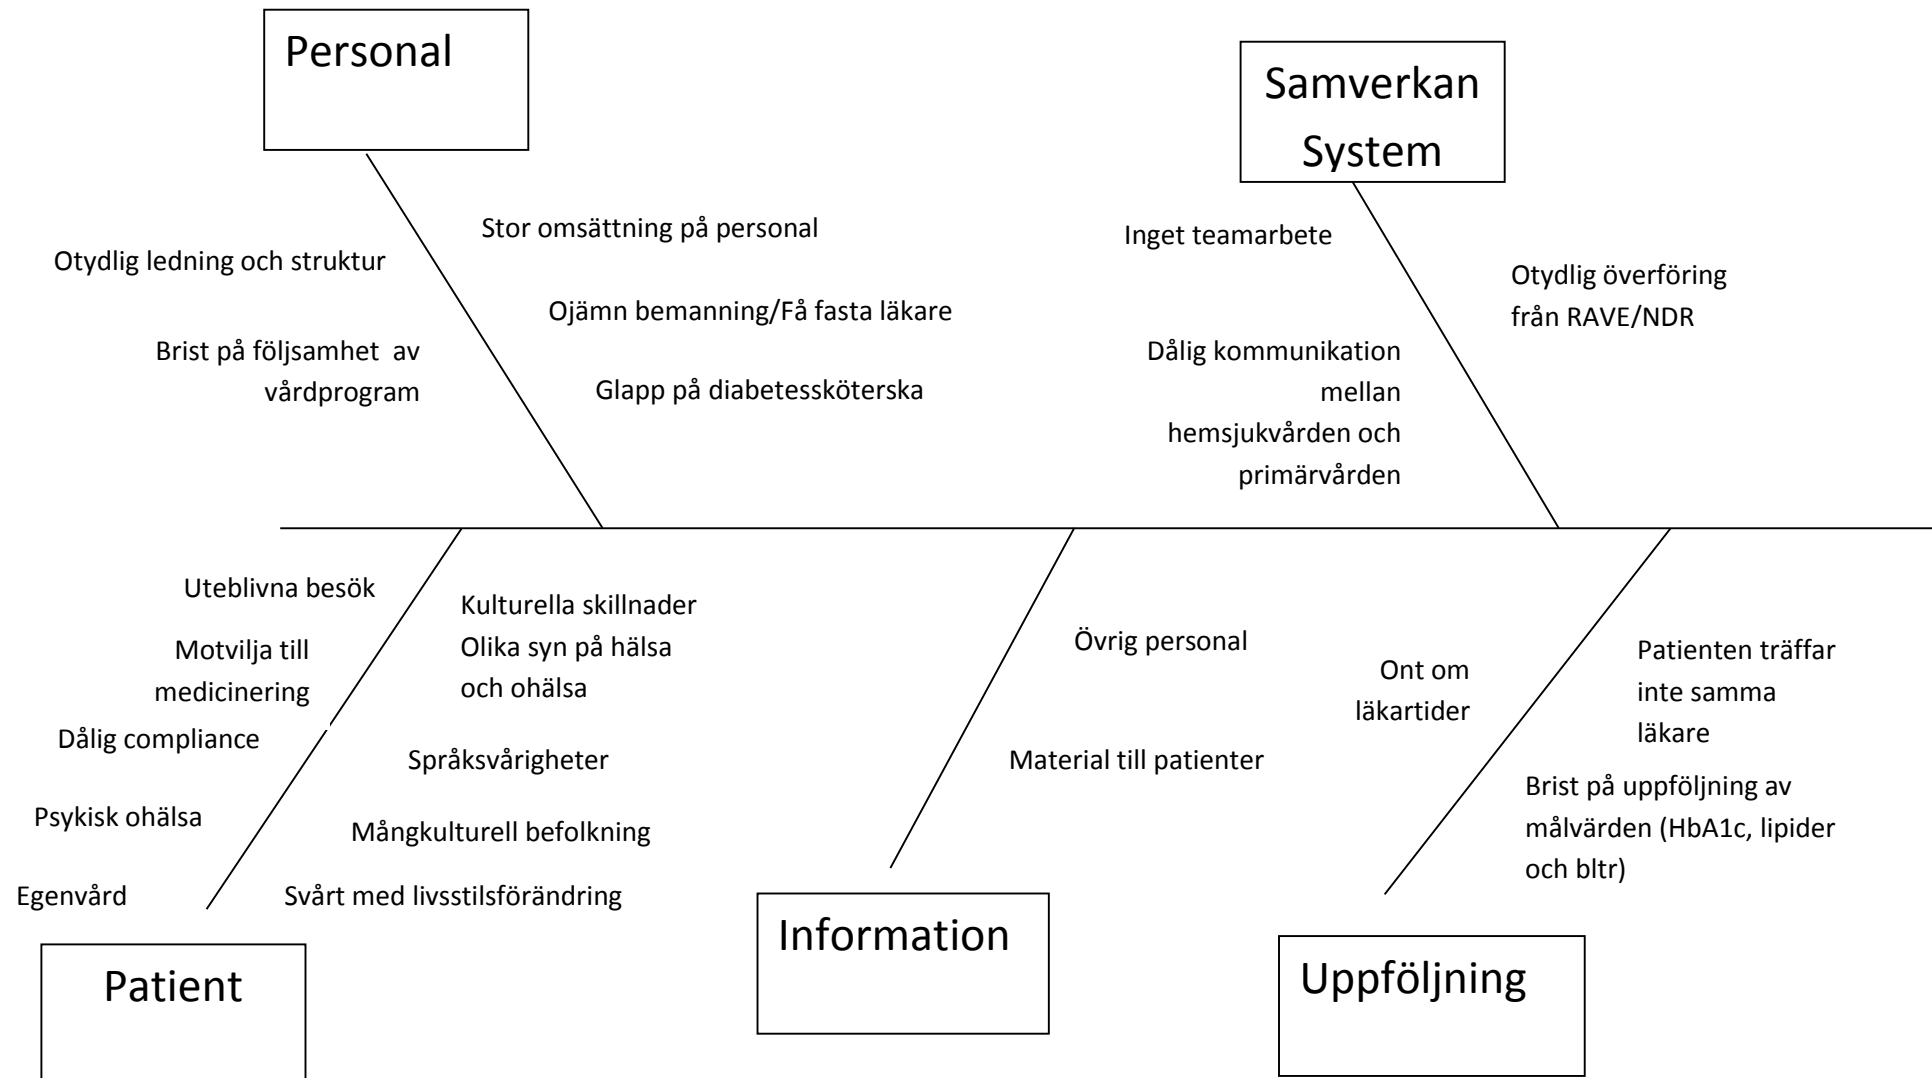 Personal
Samverkan
System
Stor omsättning på personal
Otydlig ledning och struktur
Ojämn bemanning/Få fasta läkare
Brist på följsamhet av
vårdprogram
Glapp på diabetessköterska
Inget teamarbete
Otydlig överföring
från RAVE/NDR
Dålig kommunikation
mellan
hemsjukvården och
primärvården
Uteblivna besök
Motvilja till
medicinering
Dålig compliance
Psykisk ohälsa
Egenvård
Kulturella skillnader
Olika syn på hälsa
och ohälsa
Språksvårigheter
Mångkulturell befolkning
Svårt med livsstilsförändring
Patient
Övrig personal
Material till patienter
Information
Ont om
läkartider
Patienten träffar
inte samma
läkare
Brist på uppföljning av
målvärden (HbA1c, lipider
och bltr)
Uppföljning